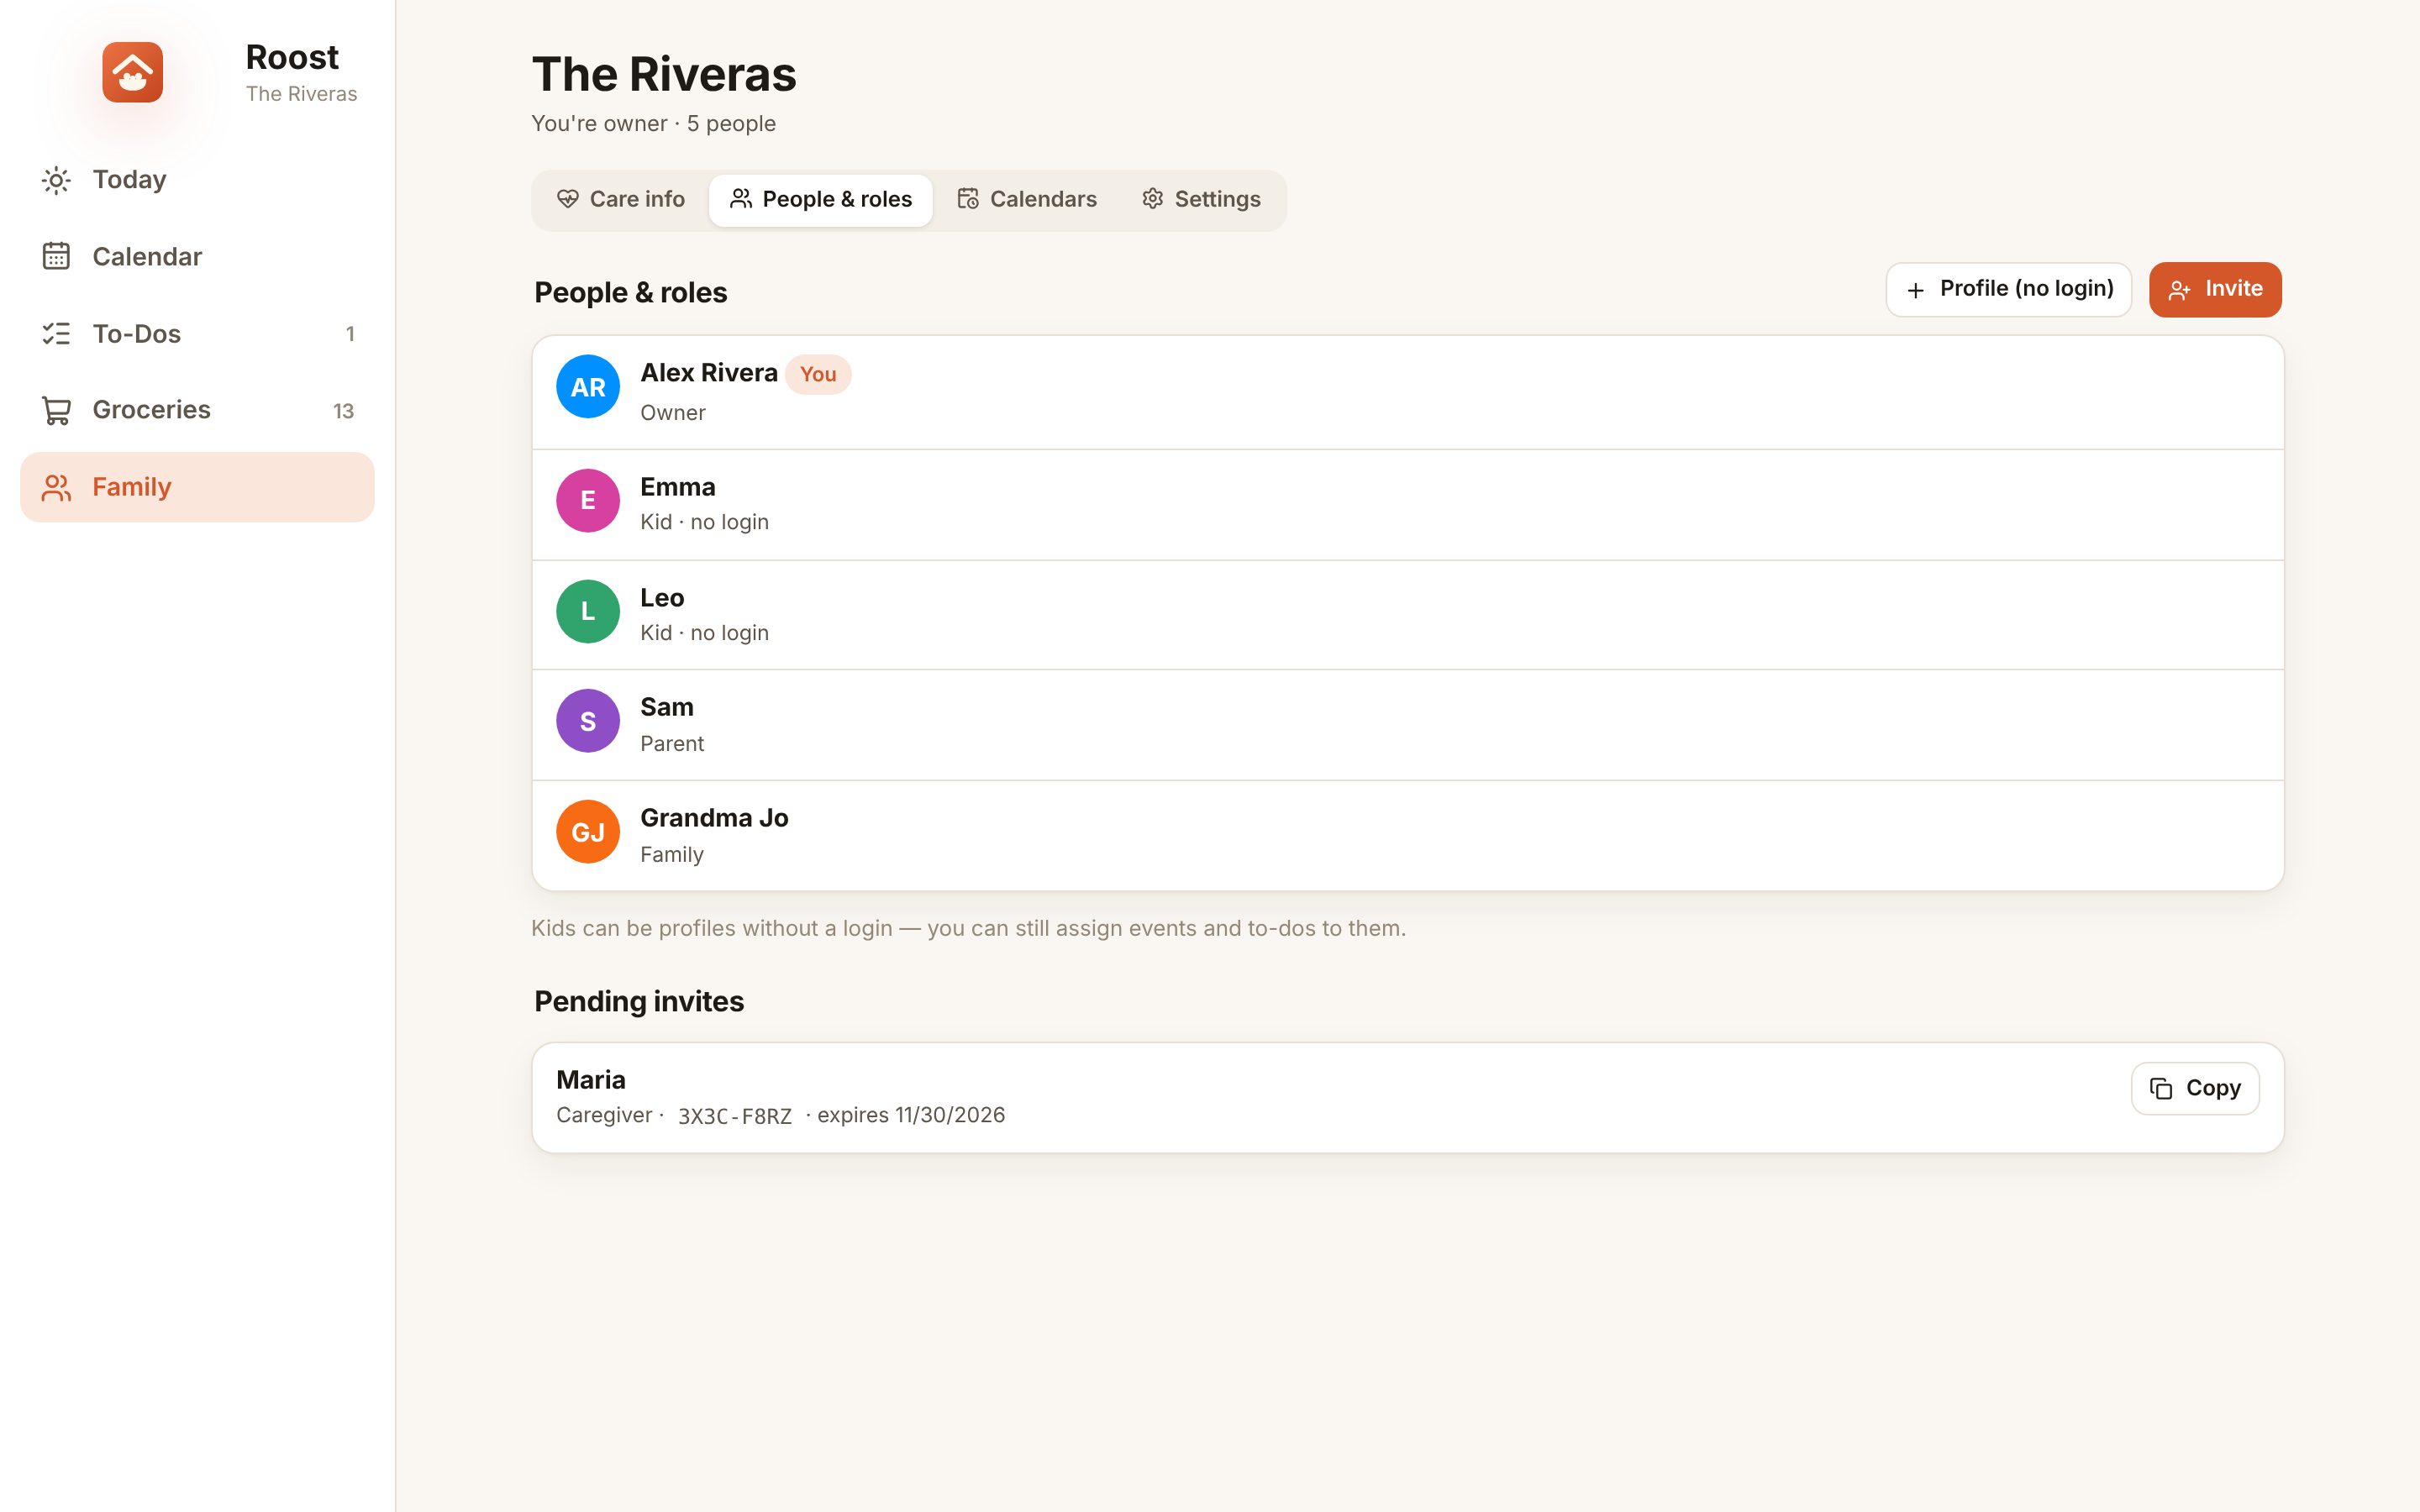 Roost
The Riveras
Today
Calendar
To-Dos 1
Groceries 13
Family
The Riveras
You're owner · 5 people
Care info People & roles Calendars Settings
People & roles
Profile (no login) Invite
AR Alex Rivera You
Owner
E Emma
Kid · no login
L Leo
Kid · no login
S Sam
Parent
GJ Grandma Jo
Family
Kids can be profiles without a login — you can still assign events and to-dos to them.
Pending invites
Maria
Caregiver · 3X3C-F8RZ · expires 11/30/2026
Copy